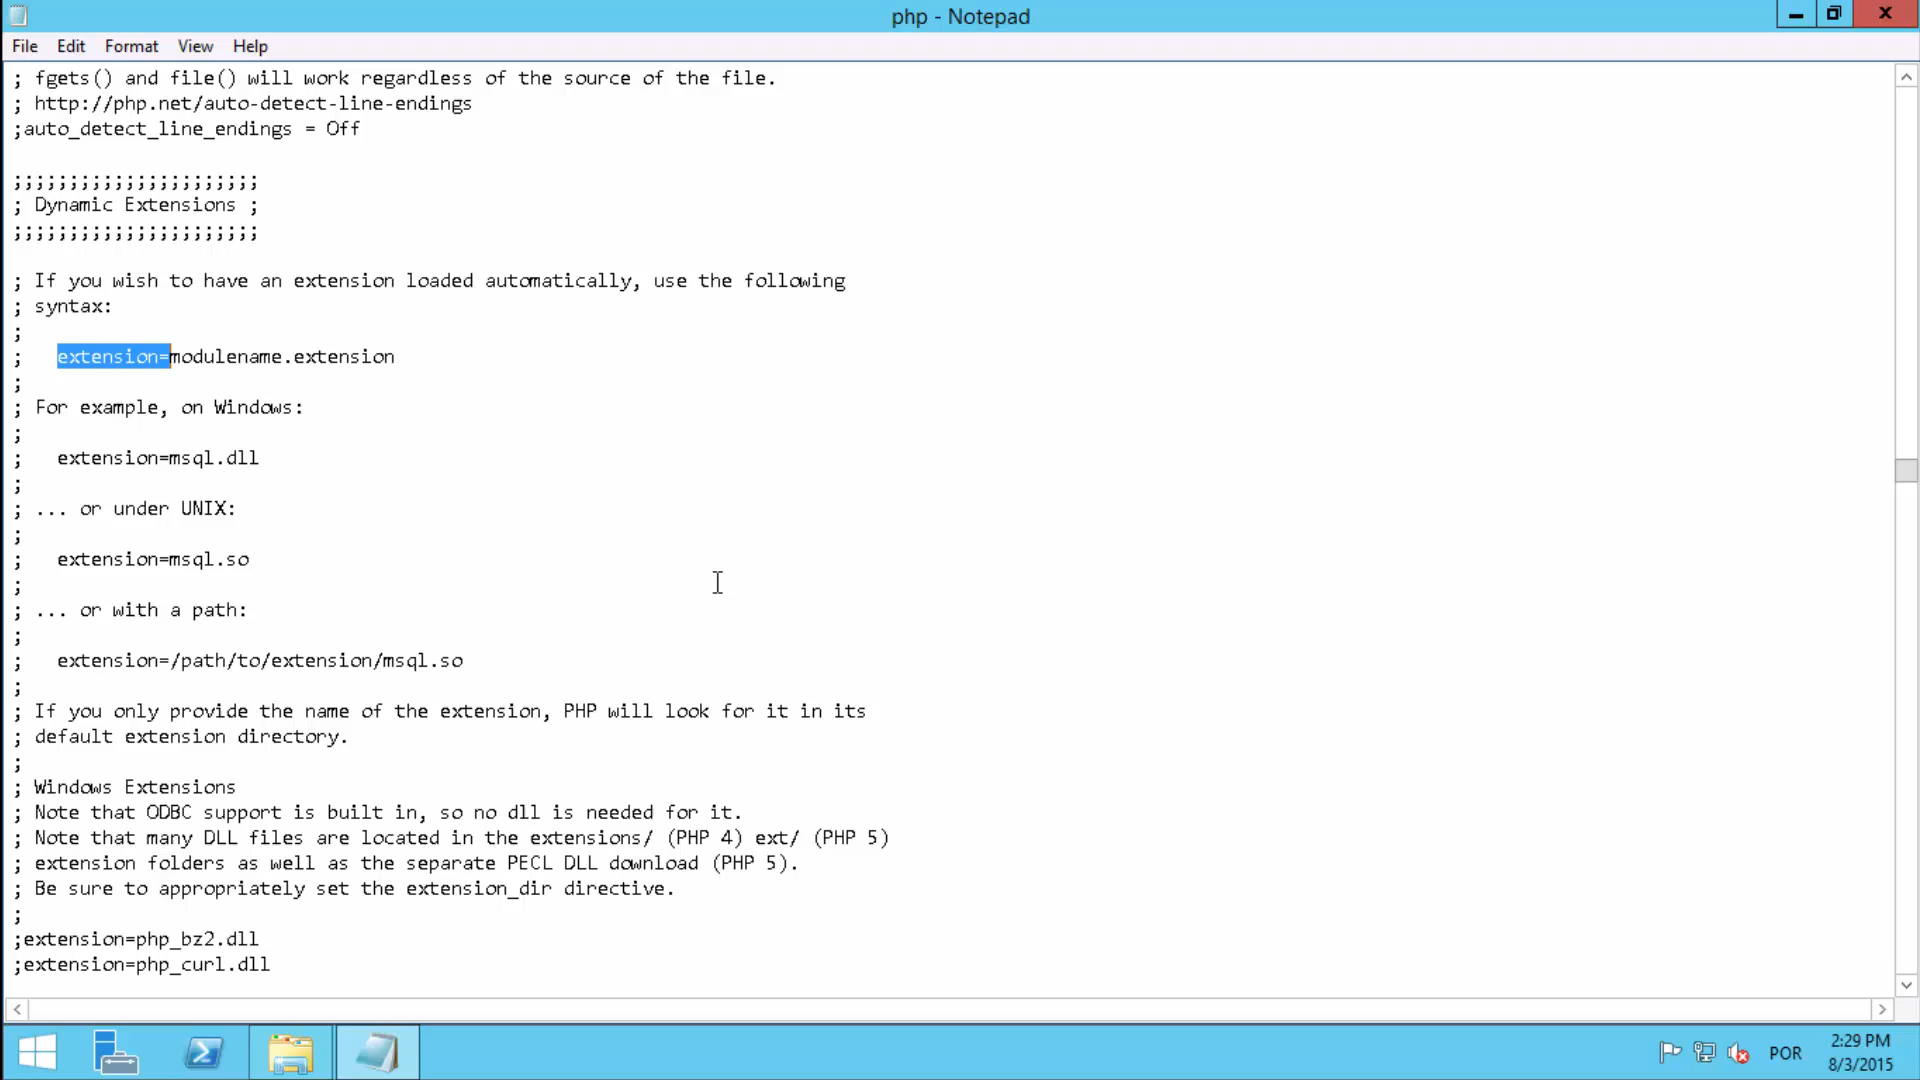 php - Notepad
File Edit Format View Help
; fgets() and file() will work regardless of the source of the file.
; http://php.net/auto-detect-line-endings
;auto_detect_line_endings = Off
;;;;;;;;;;;;;;;;;;;;;;
; Dynamic Extensions ;
;;;;;;;;;;;;;;;;;;;;;;
; If you wish to have an extension loaded automatically, use the following
; syntax:
;
;   extension=modulename.extension
;
; For example, on Windows:
;
;   extension=msql.dll
;
; ... or under UNIX:
;
;   extension=msql.so
;
; ... or with a path:
;
;   extension=/path/to/extension/msql.so
;
; If you only provide the name of the extension, PHP will look for it in its
; default extension directory.
;
; Windows Extensions
; Note that ODBC support is built in, so no dll is needed for it.
; Note that many DLL files are located in the extensions/ (PHP 4) ext/ (PHP 5)
; extension folders as well as the separate PECL DLL download (PHP 5).
; Be sure to appropriately set the extension_dir directive.
;
;extension=php_bz2.dll
;extension=php_curl.dll
POR
2:29 PM
8/3/2015